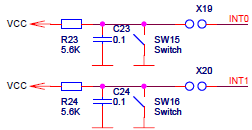 X19
VCC C23 INT0
R23 0.1 SW15
5.6K Switch
X20
VCC C24 INT1
R24 0.1 SW16
5.6K Switch